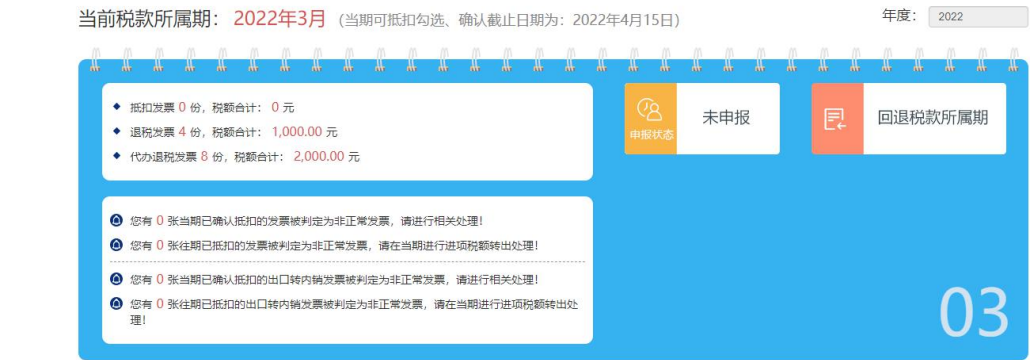 当前税款所属期：2022年3月（当期可抵扣勾选、确认截止日期为：2022年4月15日）
年度：2022
抵扣发票 0 份，税额合计：0 元
退税发票 4 份，税额合计：1,000.00 元
代办退税发票 8 份，税额合计：2,000.00 元
申报状态
未申报
回退税款所属期
您有 0 张当期已确认抵扣的发票被判定为非正常发票，请进行相关处理！
您有 0 张往期已抵扣的发票被判定为非正常发票，请在当期进行进项税额转出处理！
您有 0 张当期已确认抵扣的出口转内销发票被判定为非正常发票，请进行相关处理！
您有 0 张往期已抵扣的出口转内销发票被判定为非正常发票，请在当期进行进项税额转出处
理！
03